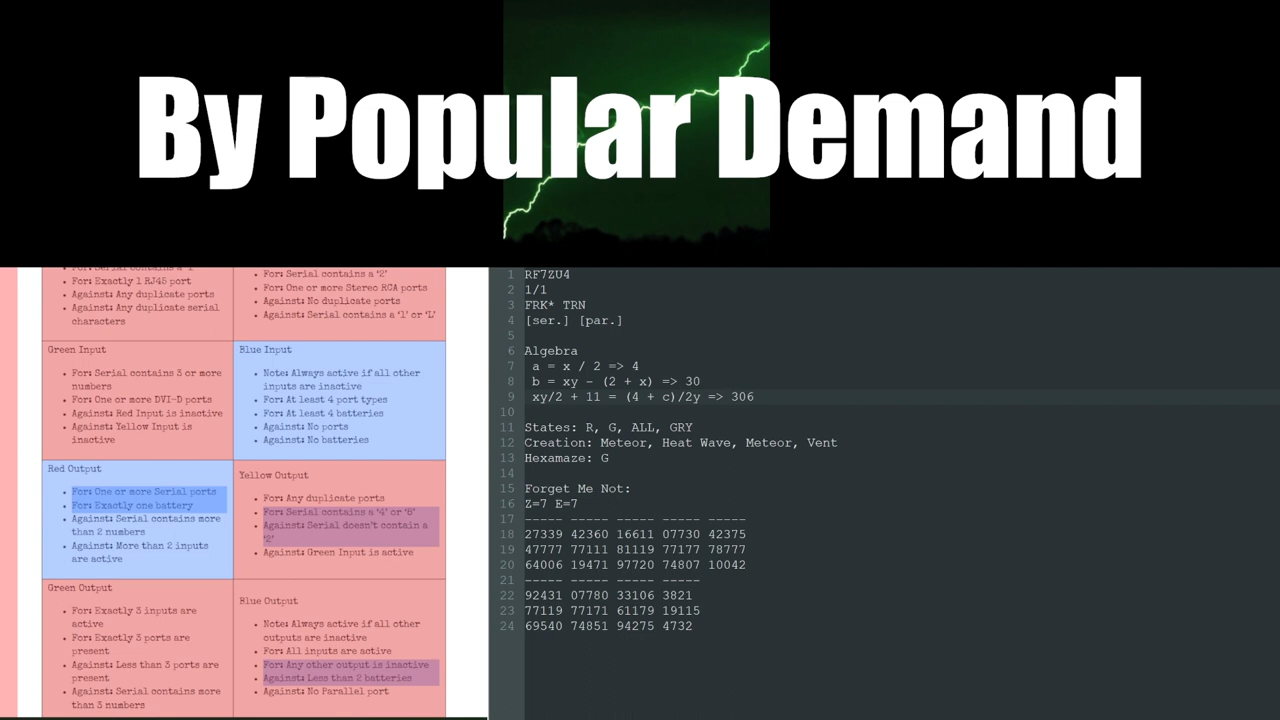 By Popular Demand
For: Serial contains a '1'
For: Exactly 1 RJ45 port
Against: Any duplicate ports
Against: Any duplicate serial
characters
For: Serial contains a '2'
For: One or more Stereo RCA ports
Against: No duplicate ports
Against: Serial contains a '1' or 'L'
Green Input
For: Serial contains 3 or more
numbers
For: One or more DVI-D ports
Against: Red Input is inactive
Against: Yellow Input is
inactive
Blue Input
Note: Always active if all other
inputs are inactive
For: At least 4 port types
For: At least 4 batteries
Against: No ports
Against: No batteries
Red Output
For: One or more Serial ports
For: Exactly one battery
Against: Serial contains more
than 2 numbers
Against: More than 2 inputs
are active
Yellow Output
For: Any duplicate ports
For: Serial contains a '4' or '8'
Against: Serial doesn't contain a
'2'
Against: Green Input is active
Green Output
For: Exactly 3 inputs are
active
For: Exactly 3 ports are
present
Against: Less than 3 ports are
present
Against: Serial contains more
than 3 numbers
Blue Output
Note: Always active if all other
outputs are inactive
For: All inputs are active
For: Any other output is inactive
Against: Less than 2 batteries
Against: No Parallel port
1 RF7ZU4
2 1/1
3 FRK* TRN
4 [ser.] [par.]
5
6 Algebra
7 a = x / 2 => 4
8 b = xy - (2 + x) => 30
9 xy/2 + 11 = (4 + c)/2y => 306
10
11 States: R, G, ALL, GRY
12 Creation: Meteor, Heat Wave, Meteor, Vent
13 Hexamaze: G
14
15 Forget Me Not:
16 Z=7 E=7
17 ----- ----- ----- ----- -----
18 27339 42360 16611 07730 42375
19 47777 77111 81119 77177 78777
20 64006 19471 97720 74807 10042
21 ----- ----- ----- -----
22 92431 07780 33106 3821
23 77119 77171 61179 19115
24 69540 74851 94275 4732